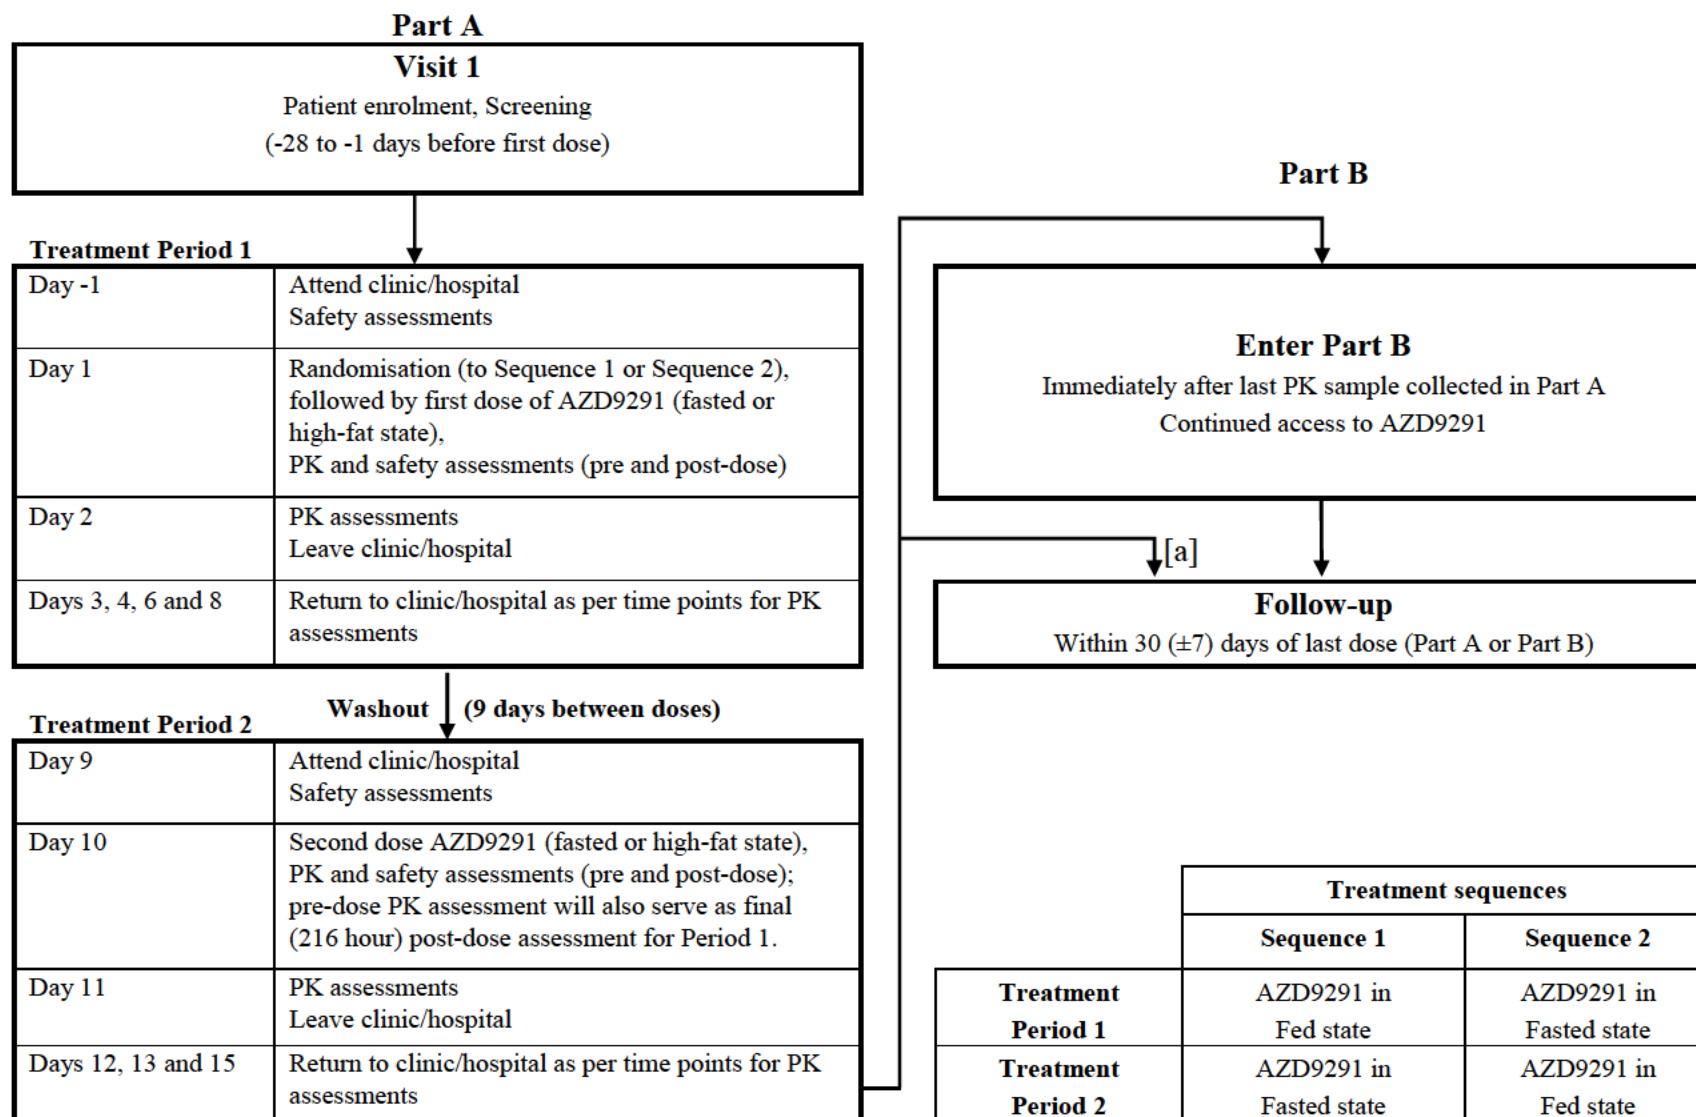 Part A
Visit 1
Patient enrolment, Screening
(-28 to -1 days before first dose)
Treatment Period 1
Day -1
Attend clinic/hospital
Safety assessments
Day 1
Randomisation (to Sequence 1 or Sequence 2),
followed by first dose of AZD9291 (fasted or
high-fat state),
PK and safety assessments (pre and post-dose)
Day 2
PK assessments
Leave clinic/hospital
Days 3, 4, 6 and 8
Return to clinic/hospital as per time points for PK
assessments
Washout (9 days between doses)
Treatment Period 2
Day 9
Attend clinic/hospital
Safety assessments
Day 10
Second dose AZD9291 (fasted or high-fat state),
PK and safety assessments (pre and post-dose);
pre-dose PK assessment will also serve as final
(216 hour) post-dose assessment for Period 1.
Day 11
PK assessments
Leave clinic/hospital
Days 12, 13 and 15
Return to clinic/hospital as per time points for PK
assessments
Part B
Enter Part B
Immediately after last PK sample collected in Part A
Continued access to AZD9291
[a]
Follow-up
Within 30 (±7) days of last dose (Part A or Part B)
Treatment sequences
Sequence 1
Sequence 2
Treatment
Period 1
AZD9291 in
Fed state
AZD9291 in
Fasted state
Treatment
Period 2
AZD9291 in
Fasted state
AZD9291 in
Fed state